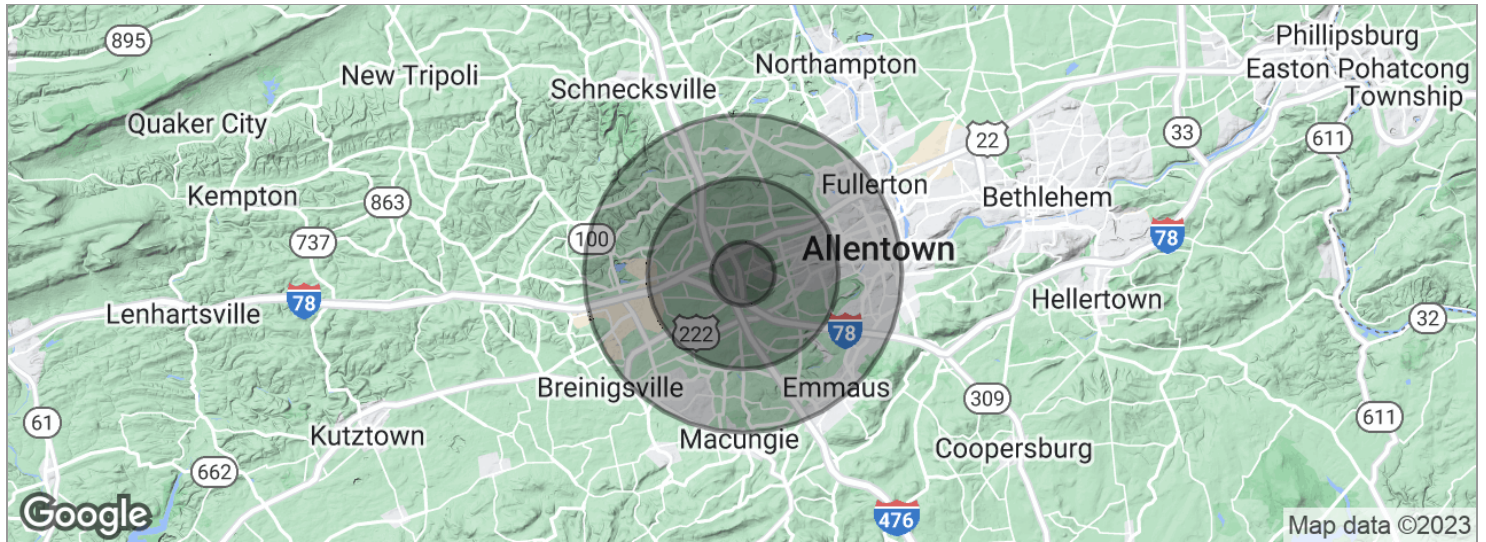 895
Phillipsburg
New Tripoli
Northampton
Easton Pohatcong
Township
Schnecksville
Quaker City
22
33
611
Kempton
863
Fullerton
Bethlehem
737
100
Allentown
78
78
Lenhartsville
Hellertown
222
78
32
Breinigsville
Emmaus
309
61
611
Kutztown
Macungie
Coopersburg
662
Google
476
Map data ©2023